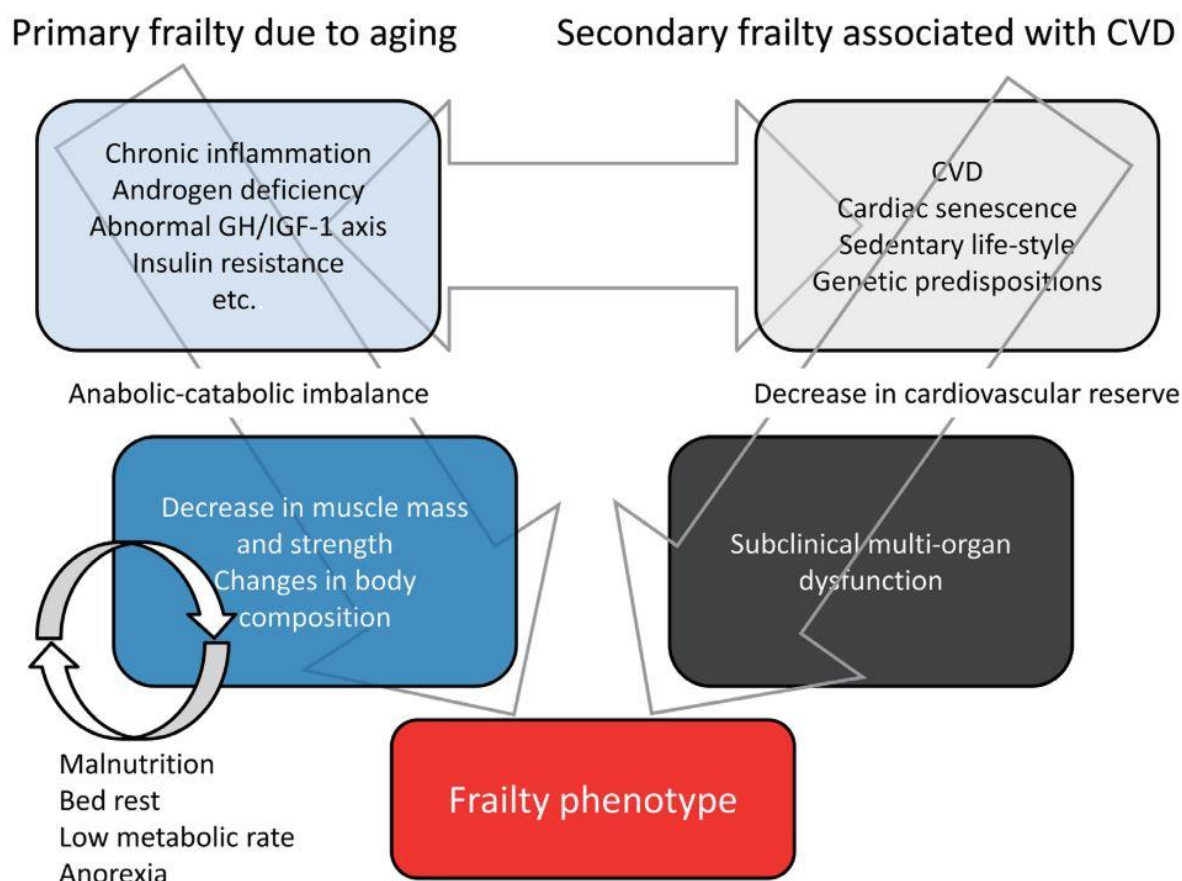 Primary frailty due to aging
Secondary frailty associated with CVD
Chronic inflammation
Androgen deficiency
Abnormal GH/IGF-1 axis
Insulin resistance
etc.
CVD
Cardiac senescence
Sedentary life-style
Genetic predispositions
Anabolic-catabolic imbalance
Decrease in cardiovascular reserve
Decrease in muscle mass
and strength
Changes in body
composition
Subclinical multi-organ
dysfunction
Malnutrition
Bed rest
Low metabolic rate
Anorexia
Frailty phenotype